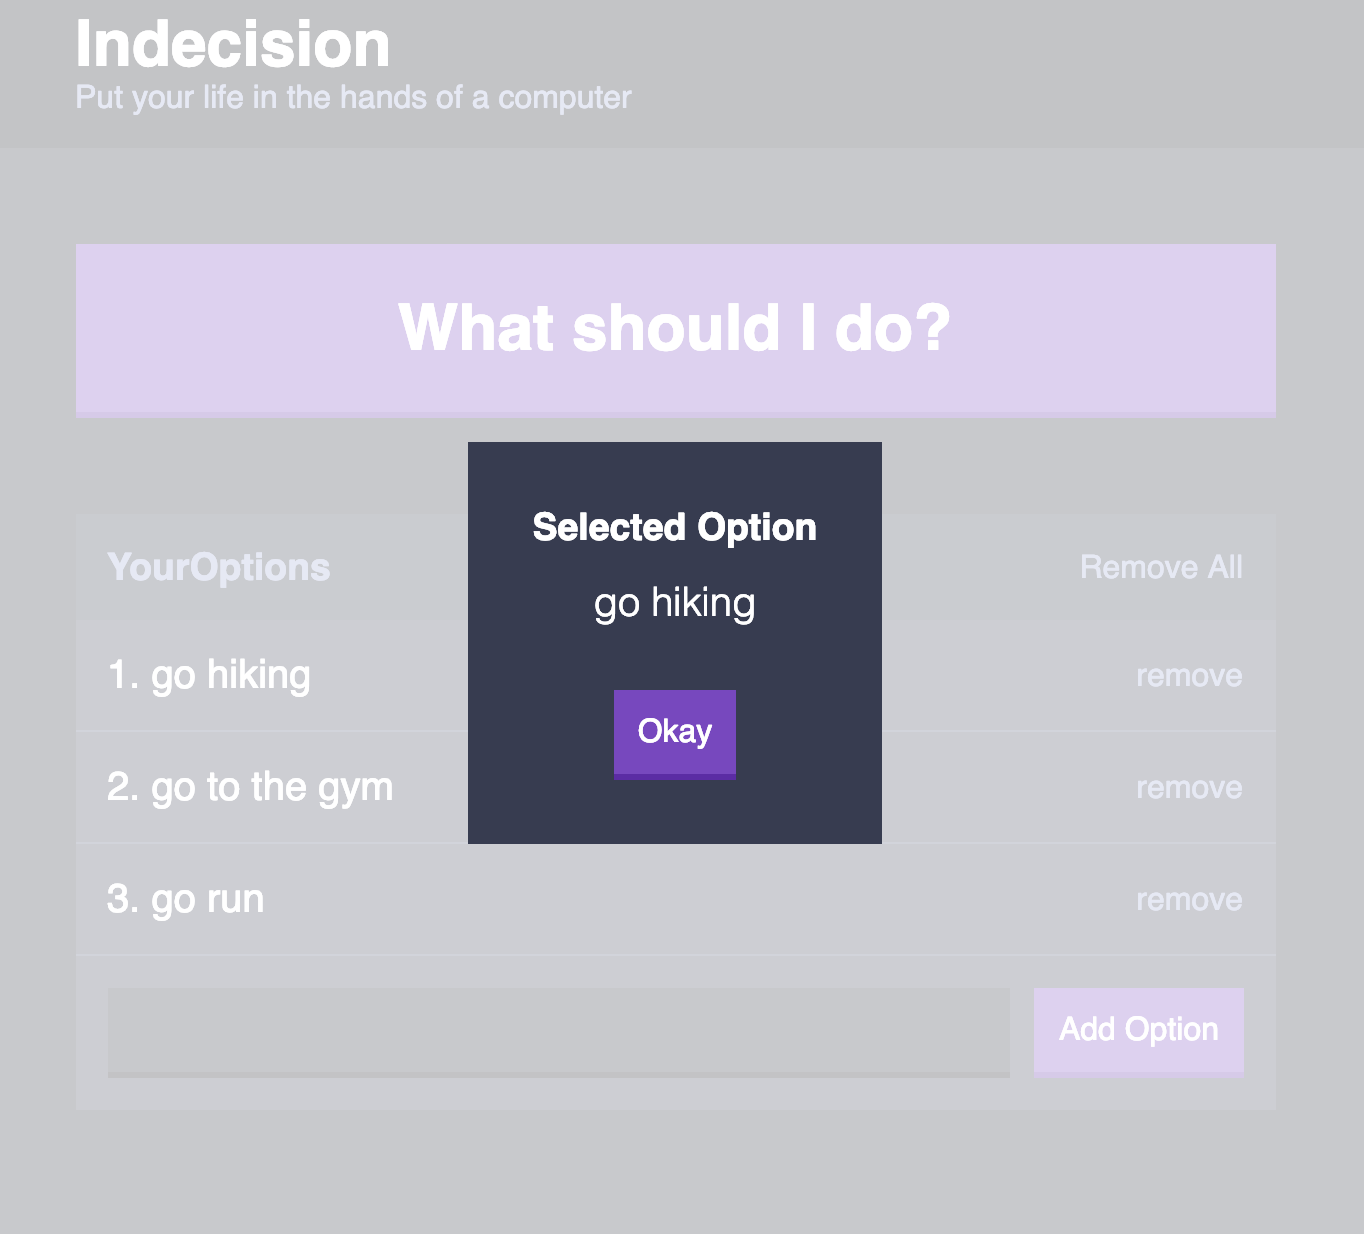 Indecision
Put your life in the hands of a computer
What should I do?
Selected Option
go hiking
Okay
YourOptions
Remove All
1. go hiking
remove
2. go to the gym
remove
3. go run
remove
Add Option